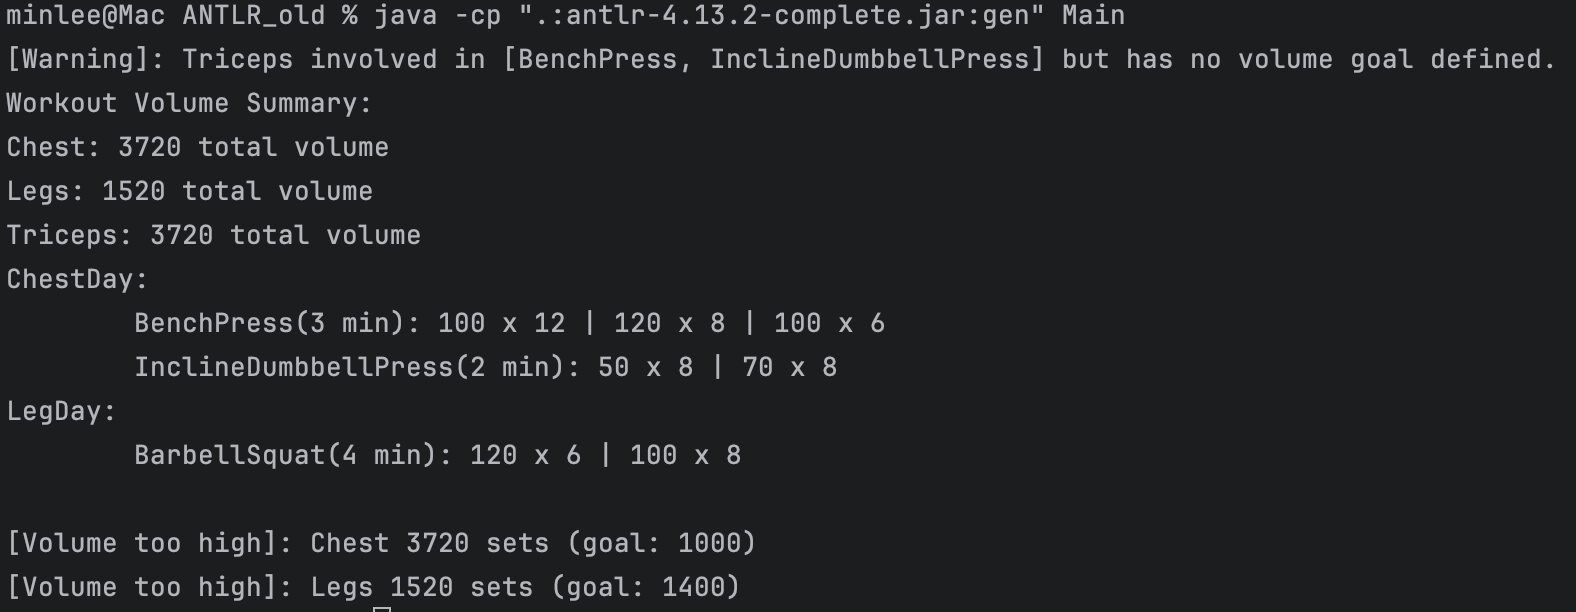 minlee@Mac ANTLR_old % java -cp ".:antlr-4.13.2-complete.jar:gen" Main
[Warning]: Triceps involved in [BenchPress, InclineDumbbellPress] but has no volume goal defined.
Workout Volume Summary:
Chest: 3720 total volume
Legs: 1520 total volume
Triceps: 3720 total volume
ChestDay:
        BenchPress(3 min): 100 x 12 | 120 x 8 | 100 x 6
        InclineDumbbellPress(2 min): 50 x 8 | 70 x 8
LegDay:
        BarbellSquat(4 min): 120 x 6 | 100 x 8

[Volume too high]: Chest 3720 sets (goal: 1000)
[Volume too high]: Legs 1520 sets (goal: 1400)